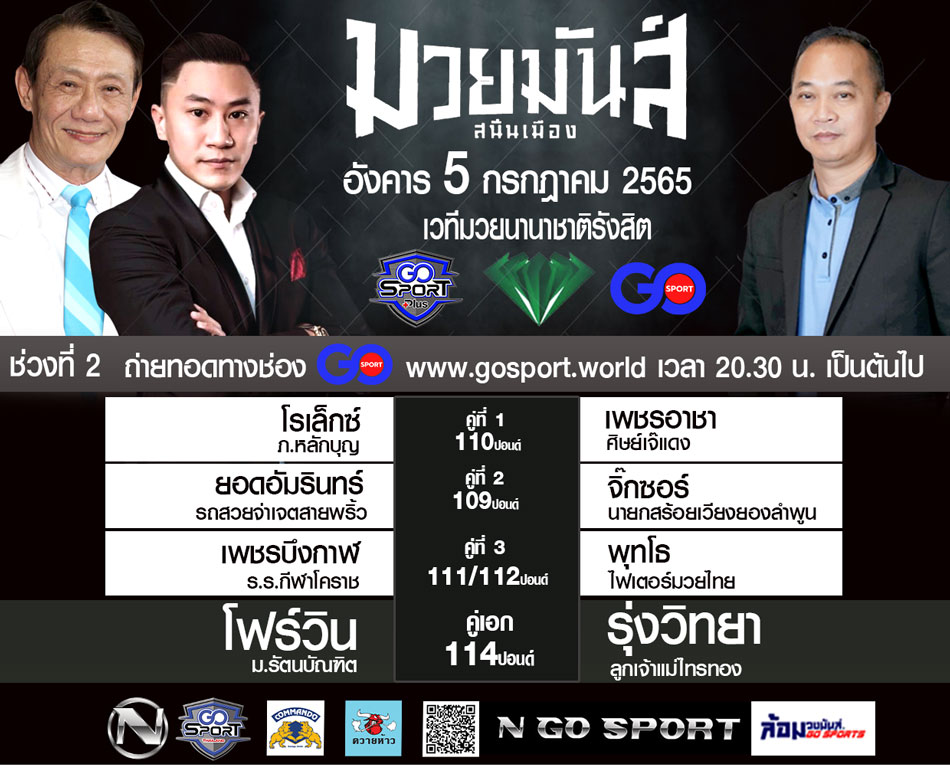 มวยมันส์
สนั่นเมือง
อังคาร 5 กรกฎาคม 2565
เวทีมวยนานาชาติรังสิต
GO SPORT Plus
GO SPORT
ช่วงที่ 2 ถ่ายทอดทางช่อง GO SPORT www.gosport.world เวลา 20.30 น. เป็นต้นไป
โรเล็กซ์ คู่ที่ 1 เพชรอาชา
ภ.หลักบุญ 110ปอนด์ ศิษย์เจ๊แดง
ยอดอัมรินทร์ คู่ที่ 2 จิ๊กซอร์
รถสวยจ่าเจตสายพริ้ว 109ปอนด์ นายกสร้อยเวียงยองลำพูน
เพชรบึงกาฬ คู่ที่ 3 พุทโธ
ร.ร.กีฬาโคราช 111/112ปอนด์ ไฟเตอร์มวยไทย
โฟร์วิน คู่เอก รุ่งวิทยา
ม.รัตนบัณฑิต 114ปอนด์ ลูกเจ้าแม่ไทรทอง
N
GO SPORT
COMMANDO
ควายห้าว
N GO SPORT
ล้อมวงมันส์.
GO SPORTS